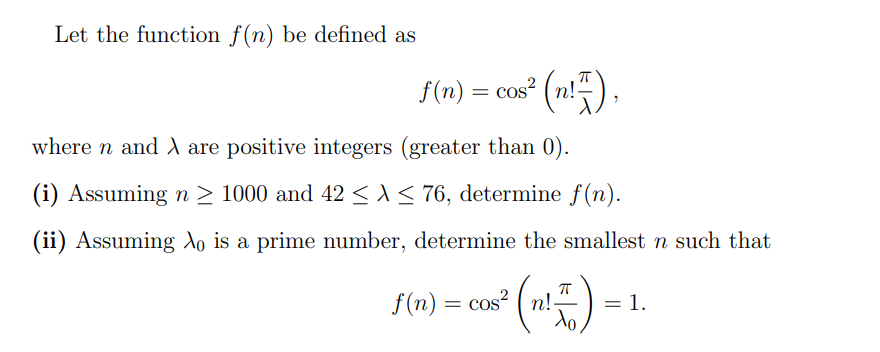 Let the function f(n) be defined as
f(n) = cos² (n! π/λ),
where n and λ are positive integers (greater than 0).
(i) Assuming n ≥ 1000 and 42 ≤ λ ≤ 76, determine f(n).
(ii) Assuming λ₀ is a prime number, determine the smallest n such that
f(n) = cos² (n! π/λ₀) = 1.